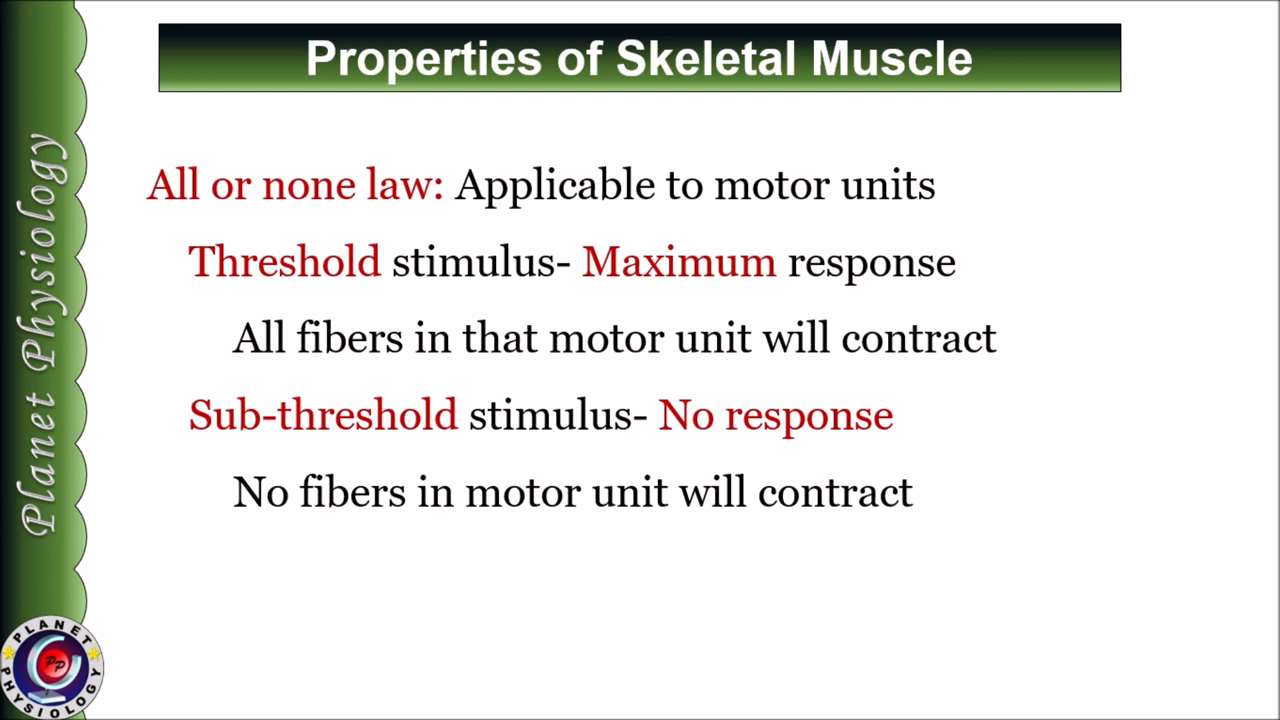 Properties of Skeletal Muscle
All or none law: Applicable to motor units
Threshold stimulus- Maximum response
All fibers in that motor unit will contract
Sub-threshold stimulus- No response
No fibers in motor unit will contract
Planet Physiology
PLANET
PP
PHYSIOLOGY